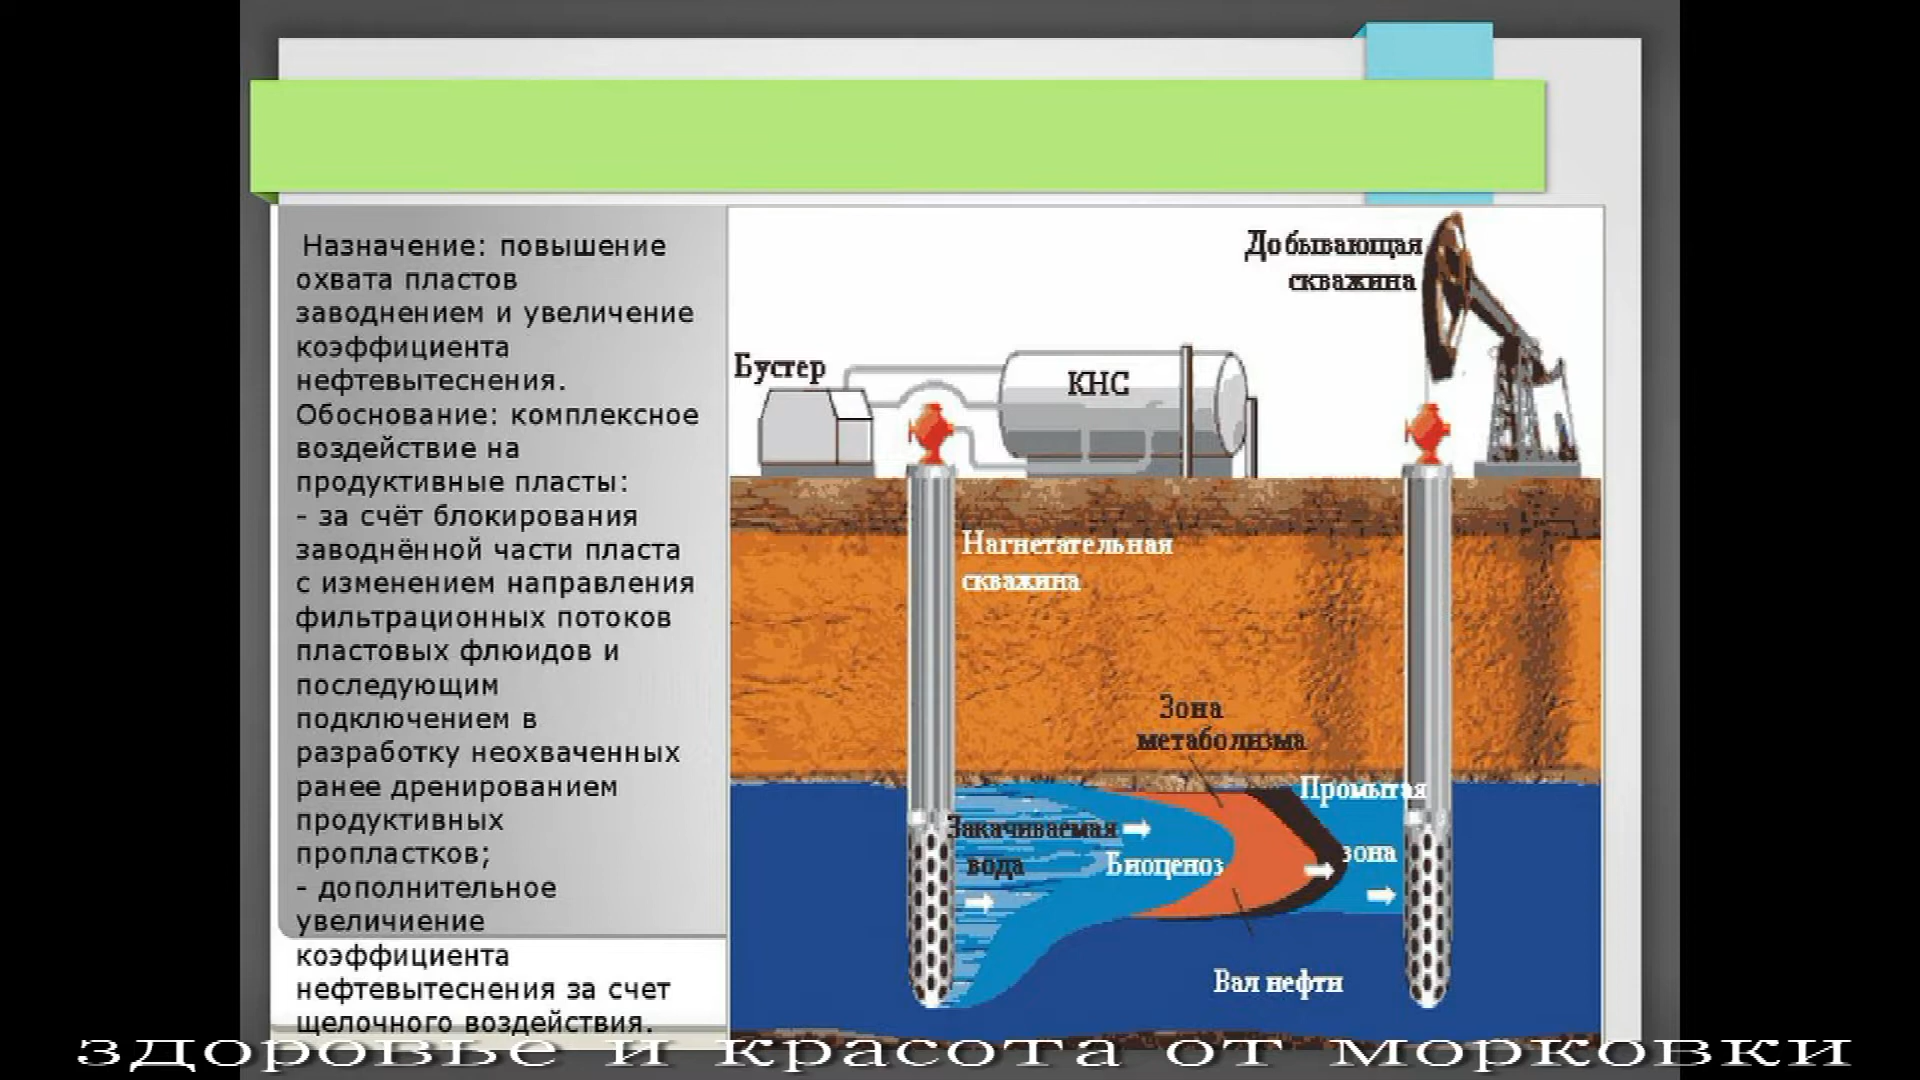 Назначение: повышение
охвата пластов
заводнением и увеличение
коэффициента
нефтевытеснения.
Обоснование: комплексное
воздействие на
продуктивные пласты:
- за счёт блокирования
заводнённой части пласта
с изменением направления
фильтрационных потоков
пластовых флюидов и
последующим
подключением в
разработку неохваченных
ранее дренированием
продуктивных
пропластков;
- дополнительное
увеличиение
коэффициента
нефтевытеснения за счет
щелочного воздействия.
Добывающая
скважина
Бустер
КНС
Нагнетательная
скважина
Зона
метаболизма
Промытая
зона
Закачиваемая
вода
Биоценоз
Вал нефти
здоровье и красота от морковки